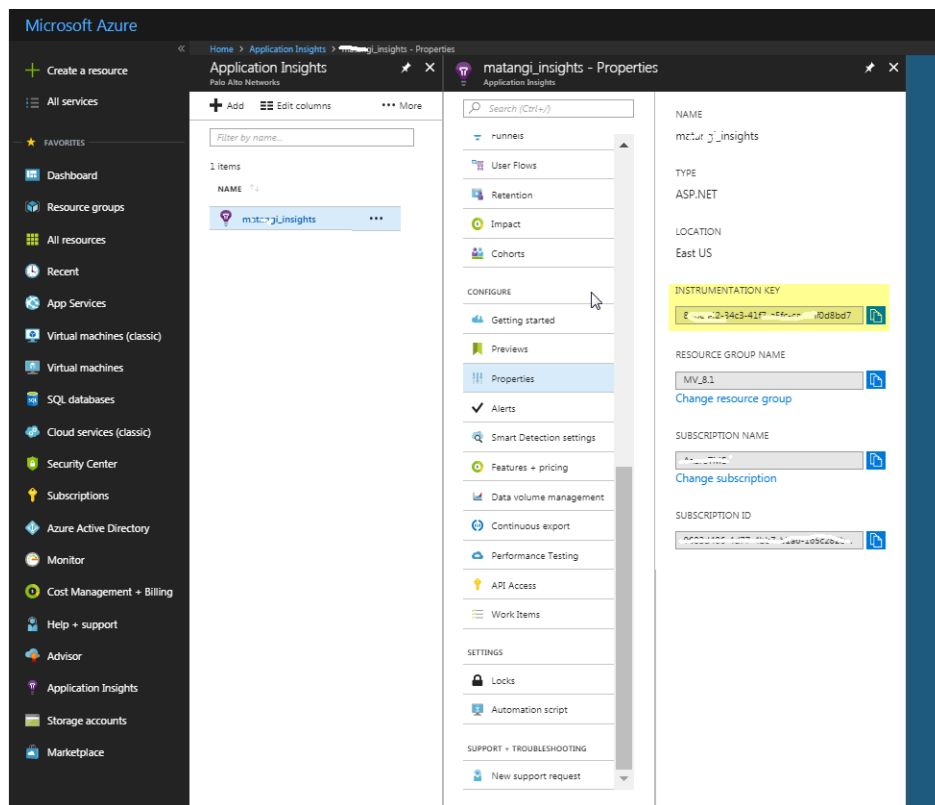 Microsoft Azure
Home > Application Insights > gi_insights - Properties
Create a resource
All services
FAVORITES
Dashboard
Resource groups
All resources
Recent
App Services
Virtual machines (classic)
Virtual machines
SQL databases
Cloud services (classic)
Security Center
Subscriptions
Azure Active Directory
Monitor
Cost Management + Billing
Help + support
Advisor
Application Insights
Storage accounts
Marketplace
Application Insights
Palo Alto Networks
Add Edit columns More
Filter by name...
1 items
NAME
matangi_insights
matangi_insights - Properties
Application Insights
Search (Ctrl+/)
Funnels
User Flows
Retention
Impact
Cohorts
CONFIGURE
Getting started
Previews
Properties
Alerts
Smart Detection settings
Features + pricing
Data volume management
Continuous export
Performance Testing
API Access
Work Items
SETTINGS
Locks
Automation script
SUPPORT + TROUBLESHOOTING
New support request
NAME
TYPE
ASP.NET
LOCATION
East US
INSTRUMENTATION KEY
RESOURCE GROUP NAME
MV_8.1
Change resource group
SUBSCRIPTION NAME
Change subscription
SUBSCRIPTION ID